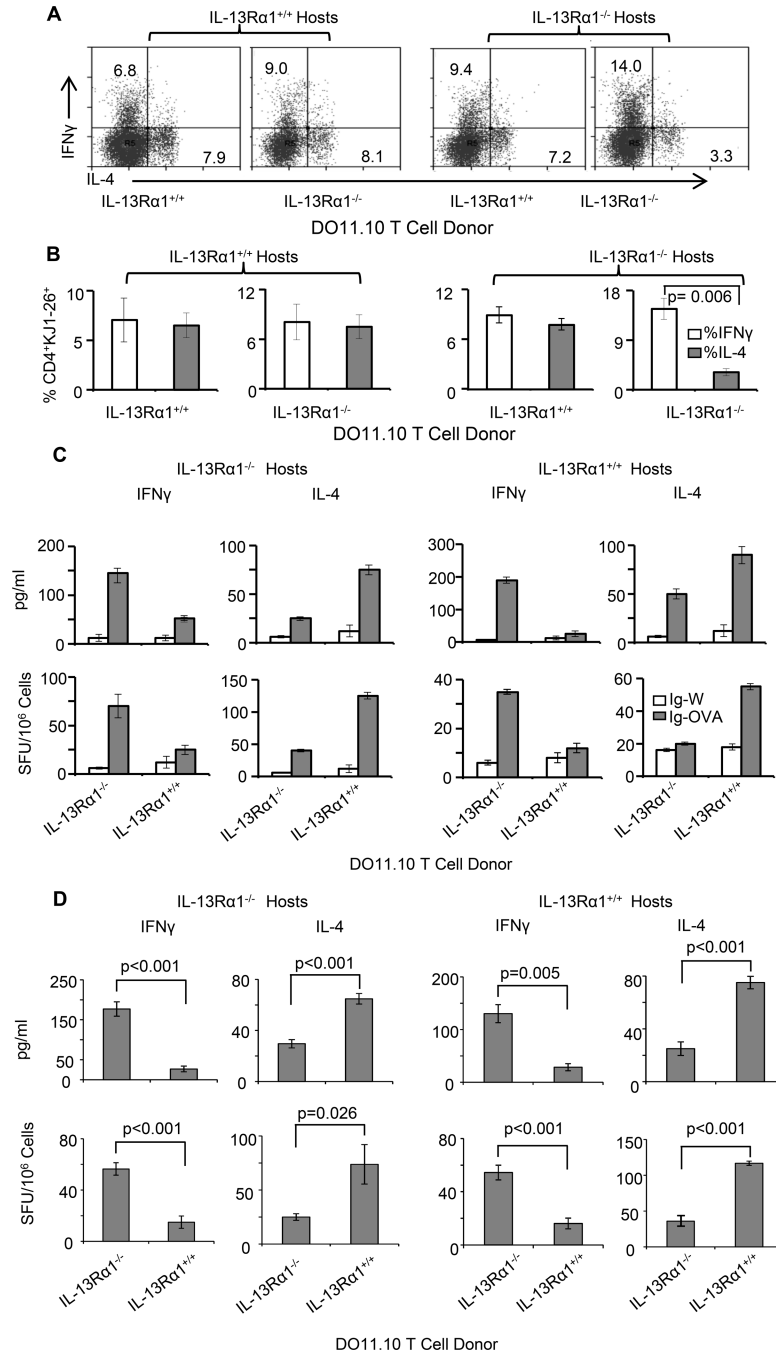 A
IL-13Rα1+/+ Hosts
IL-13Rα1-/- Hosts
IFNγ
6.8
7.9
9.0
8.1
9.4
7.2
14.0
3.3
R5 R5 R5 R5
IL-4
IL-13Rα1+/+ IL-13Rα1-/- IL-13Rα1+/+ IL-13Rα1-/-
DO11.10 T Cell Donor
B
IL-13Rα1+/+ Hosts
IL-13Rα1-/- Hosts
% CD4+KJ1-26+
10
5
0
12
6
0
12
6
0
18
9
0
p= 0.006
%IFNγ
%IL-4
IL-13Rα1+/+ IL-13Rα1-/- IL-13Rα1+/+ IL-13Rα1-/-
DO11.10 T Cell Donor
C
IL-13Rα1-/- Hosts
IL-13Rα1+/+ Hosts
IFNγ IL-4 IFNγ IL-4
pg/ml
200
100
0
100
50
0
300
200
100
0
100
50
0
SFU/10⁶ Cells
100
50
0
150
100
50
0
40
20
0
60
40
20
0
Ig-W
Ig-OVA
IL-13Rα1-/- IL-13Rα1+/+ IL-13Rα1-/- IL-13Rα1+/+ IL-13Rα1-/- IL-13Rα1+/+ IL-13Rα1-/- IL-13Rα1+/+
DO11.10 T Cell Donor
D
IL-13Rα1-/- Hosts
IL-13Rα1+/+ Hosts
IFNγ IL-4 IFNγ IL-4
pg/ml
250
150
50
0
p<0.001
80
40
0
p<0.001
200
100
0
p=0.005
80
40
0
p<0.001
SFU/10⁶ Cells
80
40
0
p<0.001
100
50
0
p=0.026
80
40
0
p<0.001
150
100
50
0
p<0.001
IL-13Rα1-/- IL-13Rα1+/+ IL-13Rα1-/- IL-13Rα1+/+ IL-13Rα1-/- IL-13Rα1+/+ IL-13Rα1-/- IL-13Rα1+/+
DO11.10 T Cell Donor